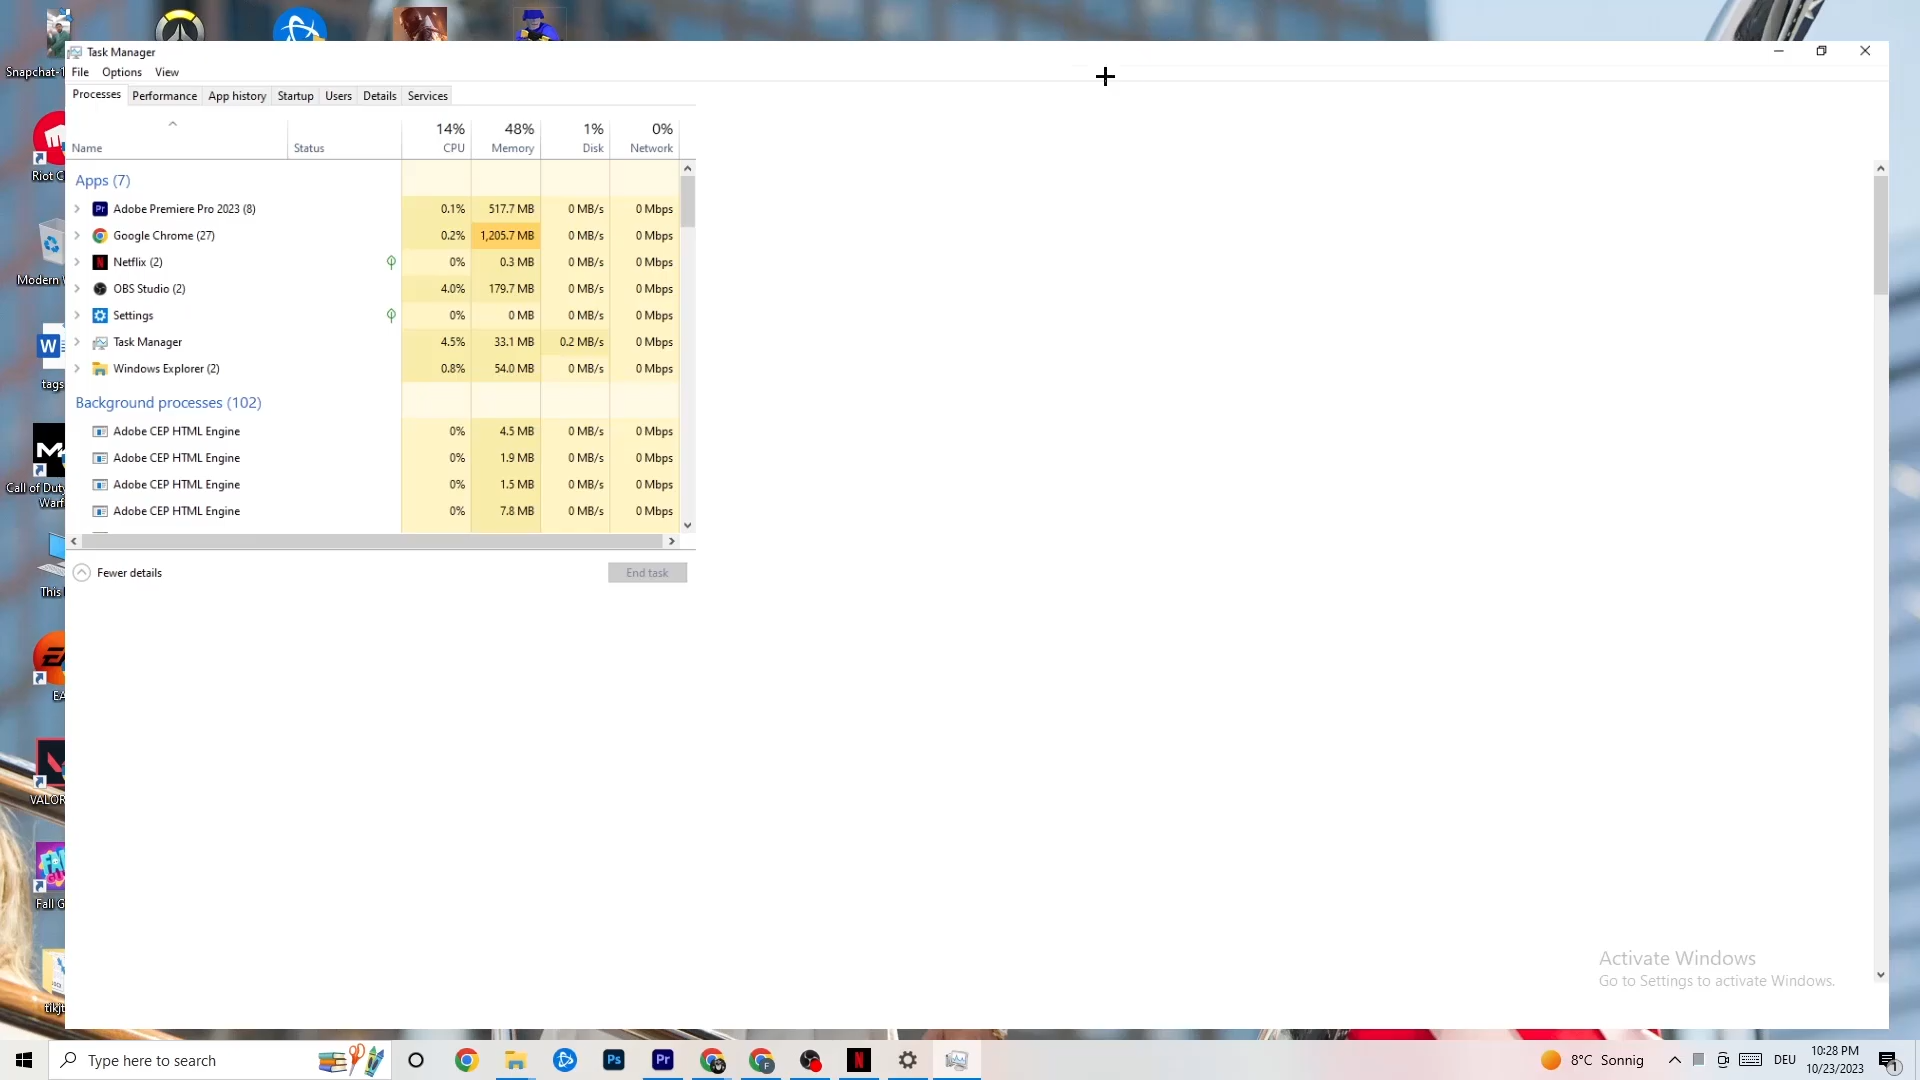 Snapchat-1
Task Manager
File Options View
Processes Performance App history Startup Users Details Services
14% 48% 1% 0%
Name Status CPU Memory Disk Network
Apps (7)
Adobe Premiere Pro 2023 (8) 0.1% 517.7 MB 0 MB/s 0 Mbps
Google Chrome (27) 0.2% 1,205.7 MB 0 MB/s 0 Mbps
Netflix (2) 0% 0.3 MB 0 MB/s 0 Mbps
OBS Studio (2) 4.0% 179.7 MB 0 MB/s 0 Mbps
Settings 0% 0 MB 0 MB/s 0 Mbps
Task Manager 4.5% 33.1 MB 0.2 MB/s 0 Mbps
Windows Explorer (2) 0.8% 54.0 MB 0 MB/s 0 Mbps
Background processes (102)
Adobe CEP HTML Engine 0% 4.5 MB 0 MB/s 0 Mbps
Adobe CEP HTML Engine 0% 1.9 MB 0 MB/s 0 Mbps
Adobe CEP HTML Engine 0% 1.5 MB 0 MB/s 0 Mbps
Adobe CEP HTML Engine 0% 7.8 MB 0 MB/s 0 Mbps
Fewer details End task
Riot C
Modern
tags
Call of Duty
Warf
This
EA
VALOR
Fall G
Activate Windows
Go to Settings to activate Windows.
Type here to search
Ps Pr
8°C Sonnig
DEU
10:28 PM
10/23/2023
1